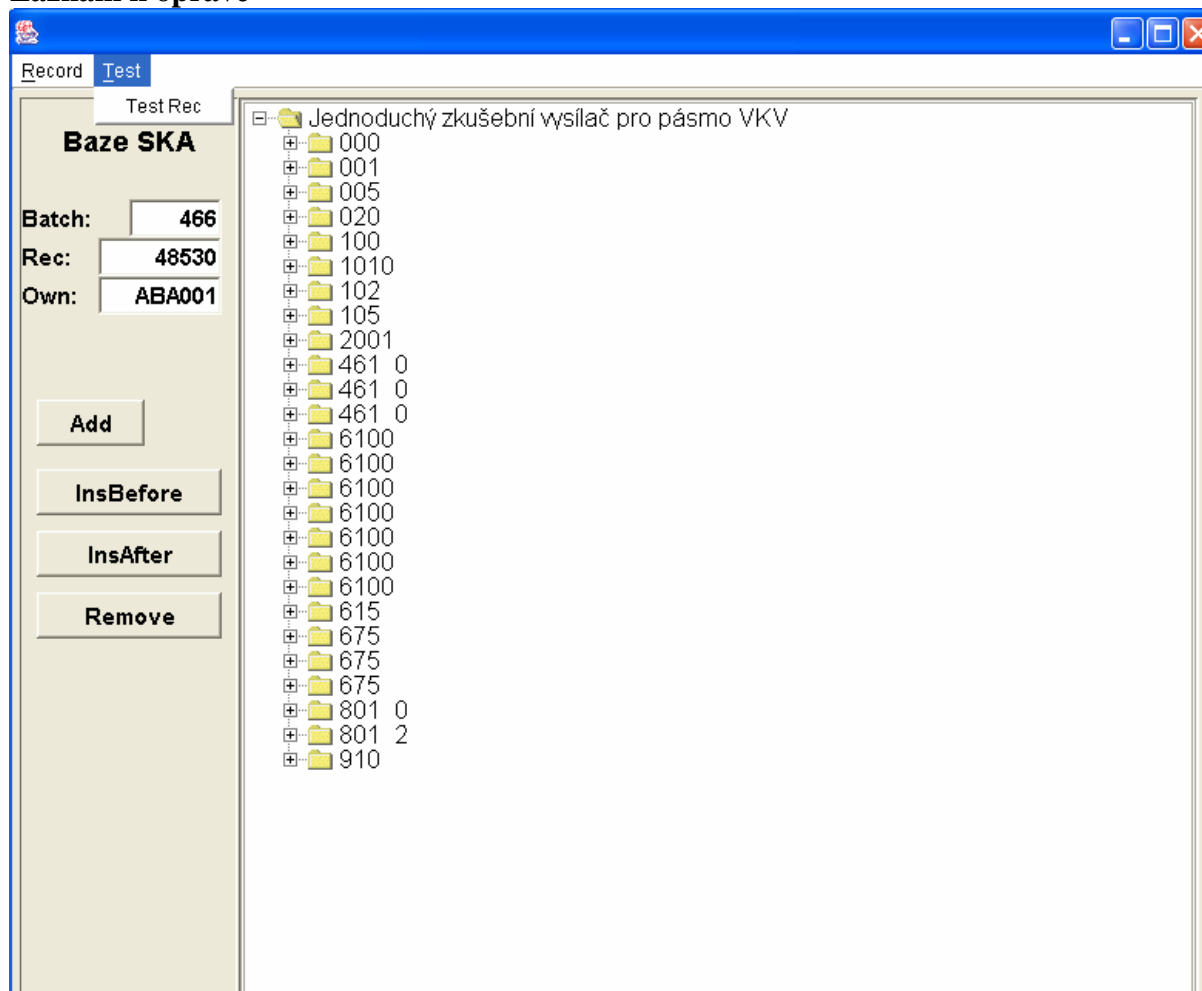 Záznam k opravě
Record Test
Test Rec
Baze SKA
Batch: 466
Rec: 48530
Own: ABA001
Add
InsBefore
InsAfter
Remove
Jednoduchý zkušební vysílač pro pásmo VKV
000
001
005
020
100
1010
102
105
2001
461 0
461 0
461 0
6100
6100
6100
6100
6100
6100
6100
615
675
675
675
801 0
801 2
910